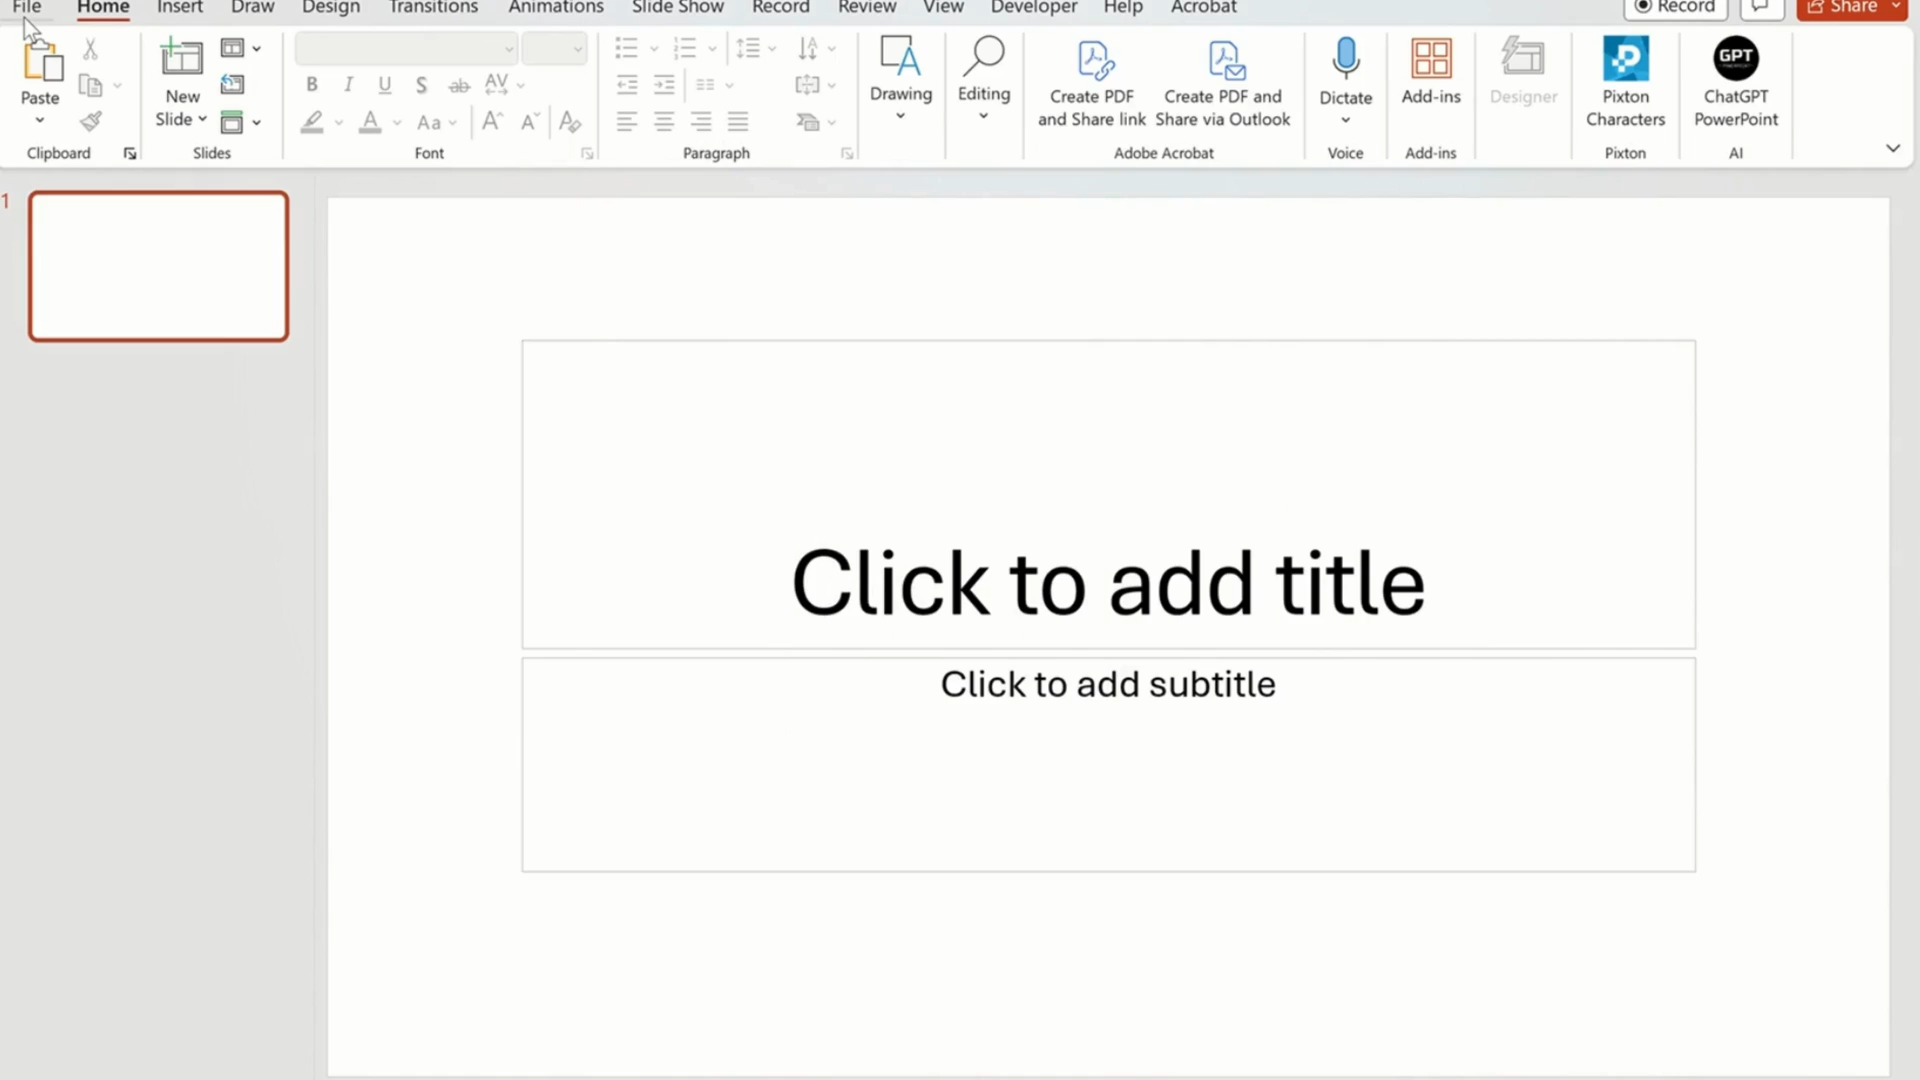 File Home Insert Draw Design Transitions Animations Slide Show Record Review View Developer Help Acrobat Record Share
Paste
New
Slide
B I U S ab AV
Aa A A A
Drawing
Editing
Create PDF
and Share link
Create PDF and
Share via Outlook
Dictate
Add-ins
Designer
Pixton
Characters
GPT
ChatGPT
PowerPoint
Clipboard Slides Font Paragraph Adobe Acrobat Voice Add-ins Pixton AI
1
Click to add title
Click to add subtitle